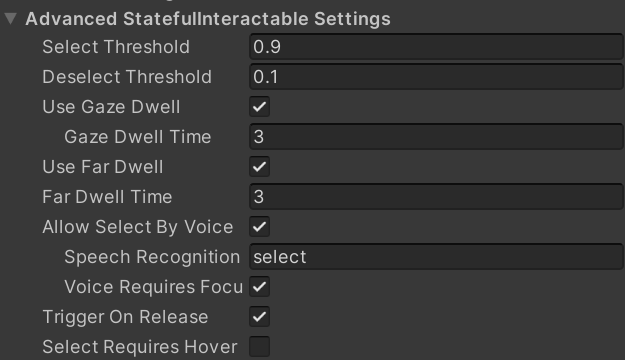 Advanced StatefulInteractable Settings
Select Threshold 0.9
Deselect Threshold 0.1
Use Gaze Dwell
Gaze Dwell Time 3
Use Far Dwell
Far Dwell Time 3
Allow Select By Voice
Speech Recognition select
Voice Requires Focu
Trigger On Release
Select Requires Hover